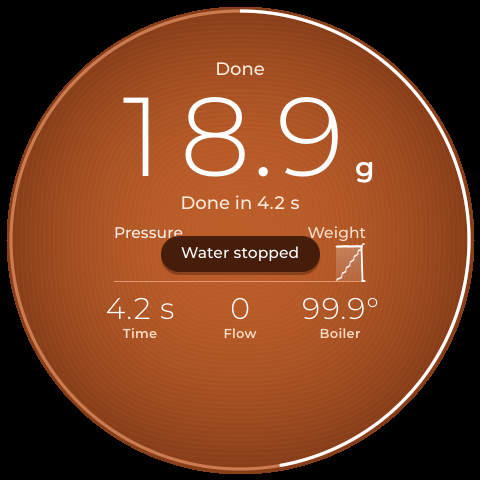 Done
18.9 g
Done in 4.2 s
Pressure Weight
Water stopped
4.2 s 0 99.9°
Time Flow Boiler